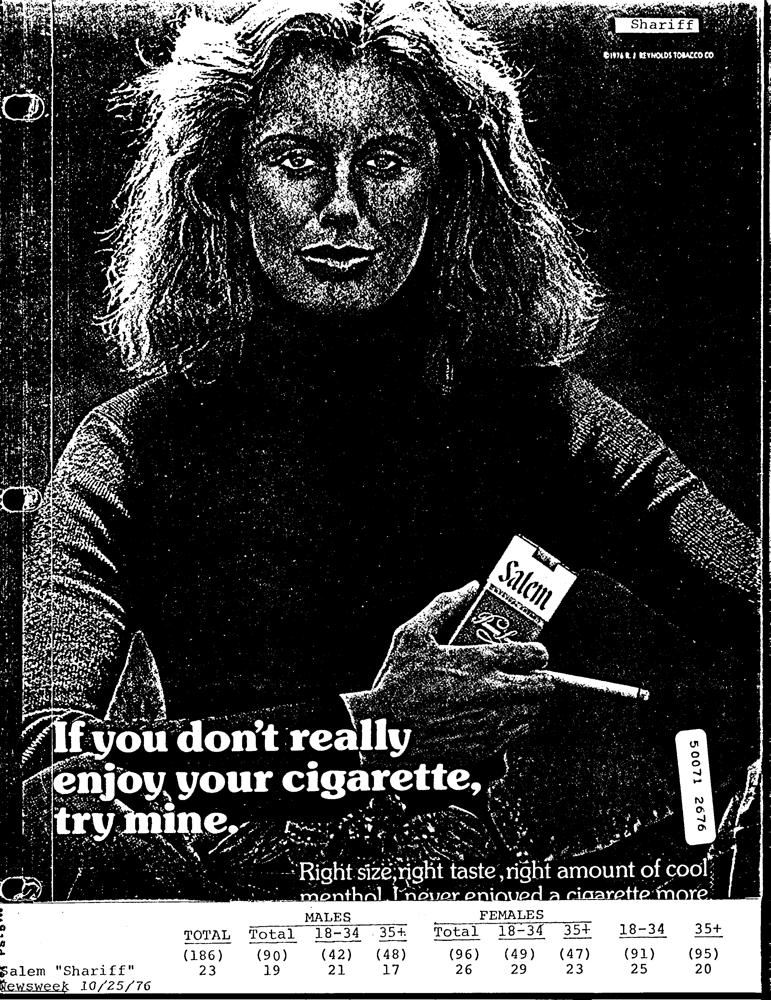 Shariff
©1976 R. J. REYNOLDS TOBACCO CO.
Salem
If you don't really
enjoy your cigarette,
try mine.
50071 2676
Right size, right taste, right amount of cool
menthol. I never enjoyed a cigarette more
MALES FEMALES
TOTAL Total 18-34 35+ Total 18-34 35+ 18-34 35+
(186) (90) (42) (48) (96) (49) (47) (91) (95)
Salem "Shariff" 23 19 21 17 26 29 23 25 20
Newsweek 10/25/76